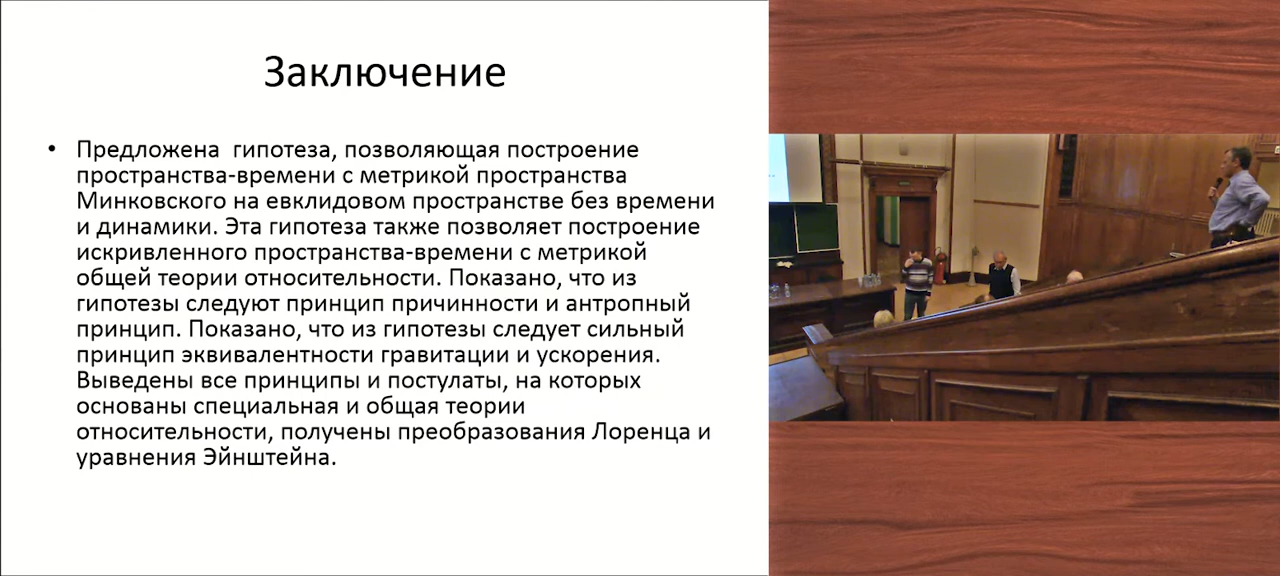 Заключение
• Предложена гипотеза, позволяющая построение
пространства-времени с метрикой пространства
Минковского на евклидовом пространстве без времени
и динамики. Эта гипотеза также позволяет построение
искривленного пространства-времени с метрикой
общей теории относительности. Показано, что из
гипотезы следуют принцип причинности и антропный
принцип. Показано, что из гипотезы следует сильный
принцип эквивалентности гравитации и ускорения.
Выведены все принципы и постулаты, на которых
основаны специальная и общая теории
относительности, получены преобразования Лоренца и
уравнения Эйнштейна.